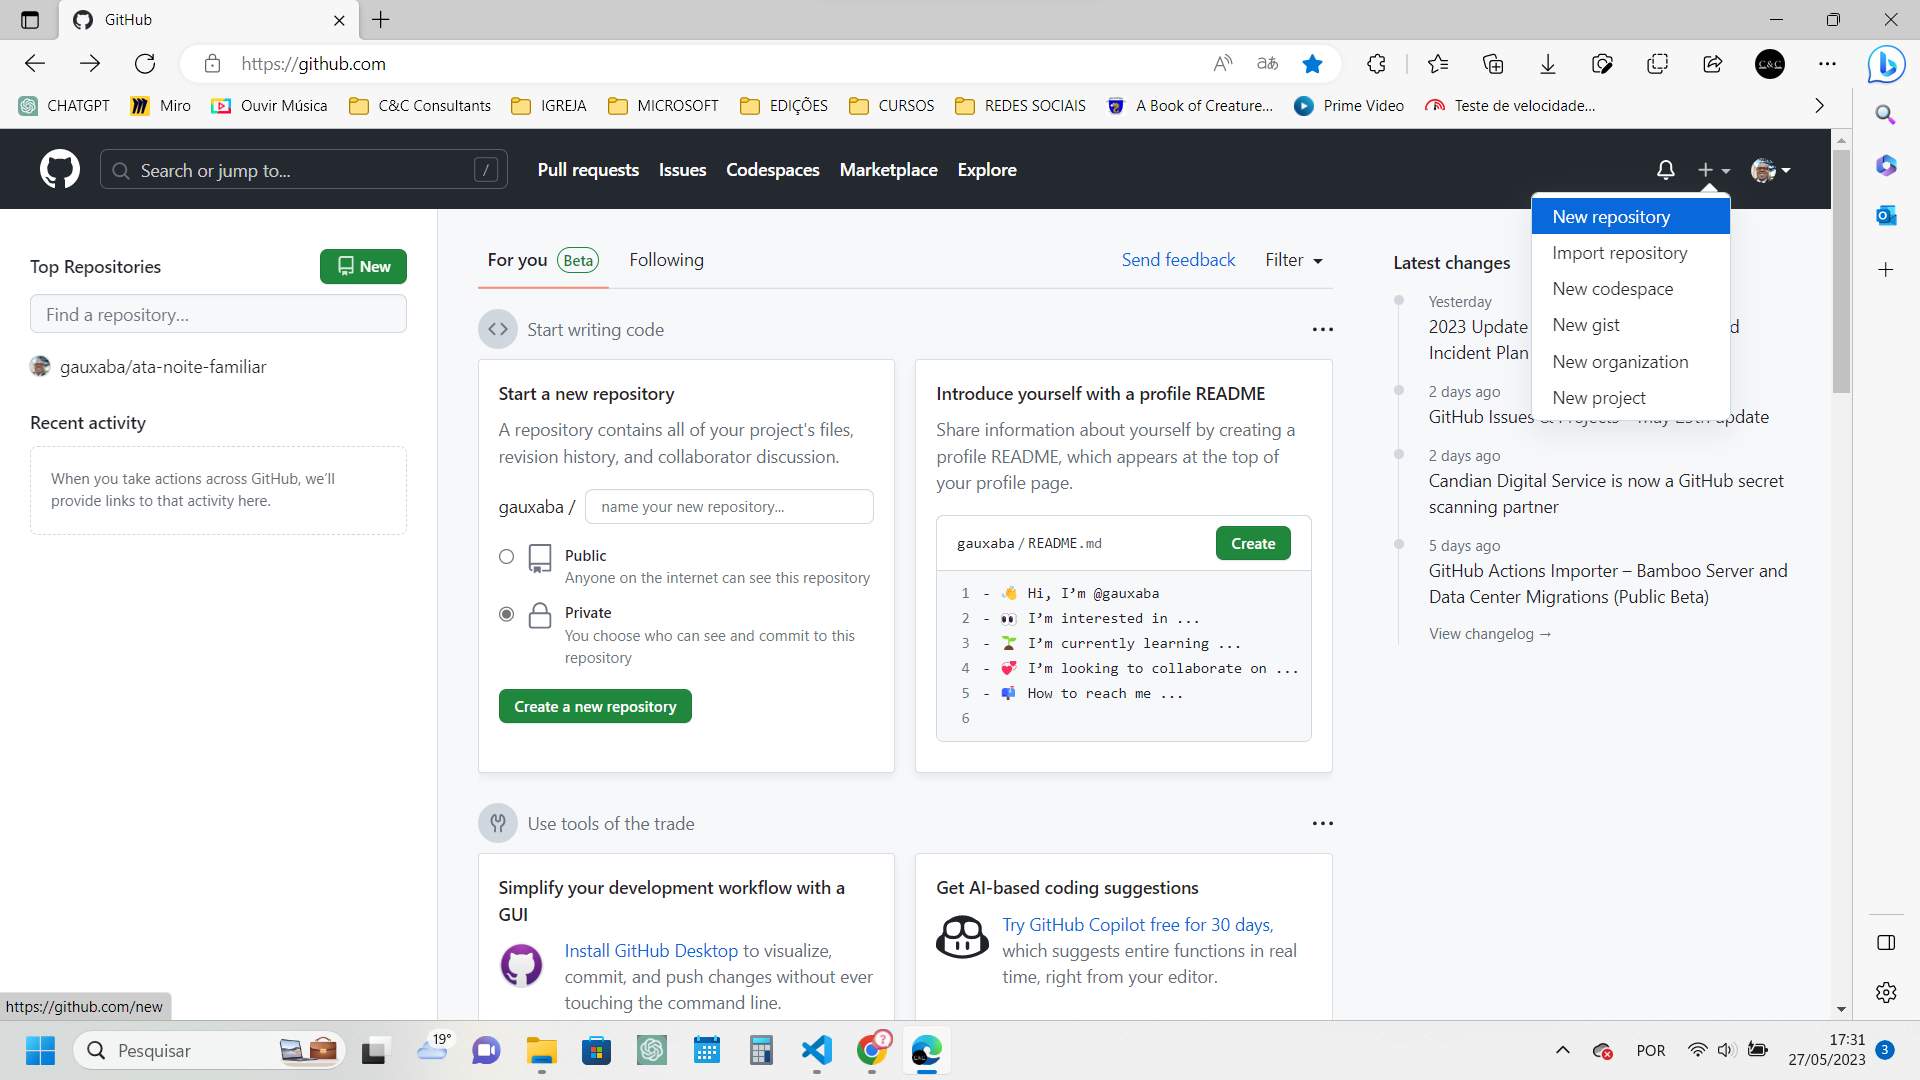 GitHub
https://github.com
aあ
C&C
CHATGPT
Miro
Ouvir Música
C&C Consultants
IGREJA
MICROSOFT
EDIÇÕES
CURSOS
REDES SOCIAIS
A Book of Creature...
Prime Video
Teste de velocidade...
Search or jump to...
/
Pull requests
Issues
Codespaces
Marketplace
Explore
New repository
Import repository
New codespace
New gist
New organization
New project
Top Repositories
New
Find a repository...
gauxaba/ata-noite-familiar
Recent activity
When you take actions across GitHub, we'll
provide links to that activity here.
For you Beta
Following
Send feedback
Filter
Start writing code
Start a new repository
A repository contains all of your project's files,
revision history, and collaborator discussion.
gauxaba /
name your new repository...
Public
Anyone on the internet can see this repository
Private
You choose who can see and commit to this
repository
Create a new repository
Introduce yourself with a profile README
Share information about yourself by creating a
profile README, which appears at the top of
your profile page.
gauxaba / README.md
Create
1 - 👋 Hi, I'm @gauxaba
2 - 👀 I'm interested in ...
3 - 🌱 I'm currently learning ...
4 - 💞️ I'm looking to collaborate on ...
5 - 📫 How to reach me ...
6
Use tools of the trade
Simplify your development workflow with a
GUI
Install GitHub Desktop to visualize,
commit, and push changes without ever
touching the command line.
Get AI-based coding suggestions
Try GitHub Copilot free for 30 days,
which suggests entire functions in real
time, right from your editor.
Latest changes
Yesterday
2023 Update d
Incident Plan
2 days ago
GitHub Issues & Projects – May 25th update
2 days ago
Candian Digital Service is now a GitHub secret
scanning partner
5 days ago
GitHub Actions Importer – Bamboo Server and
Data Center Migrations (Public Beta)
View changelog →
https://github.com/new
Pesquisar
19°
POR
17:31
27/05/2023
3